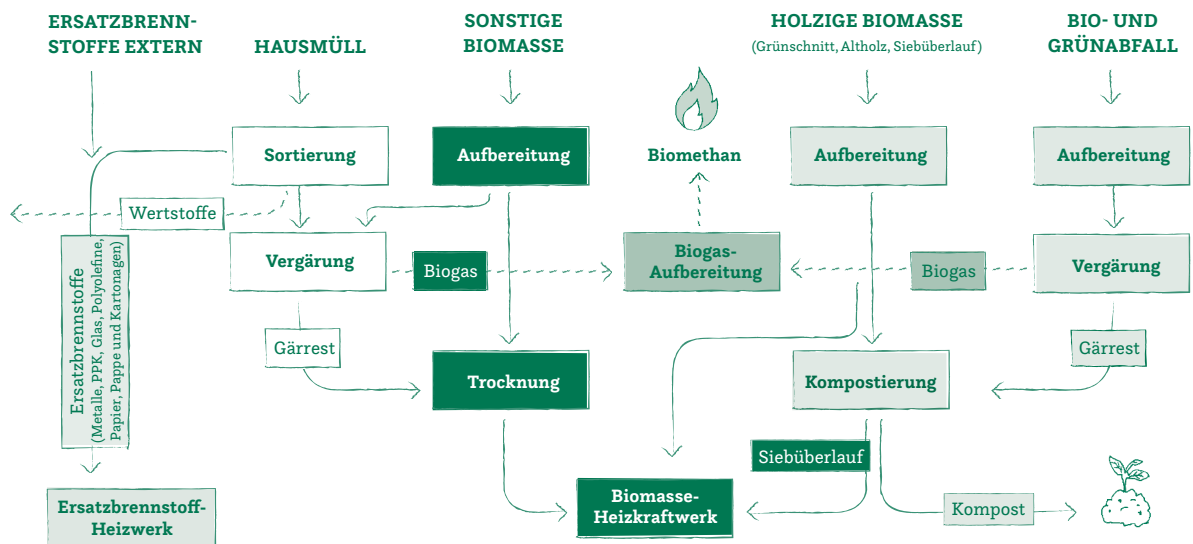 ERSATZBRENN-
STOFFE EXTERN
HAUSMÜLL
SONSTIGE
BIOMASSE
HOLZIGE BIOMASSE
(Grünschnitt, Altholz, Siebüberlauf)
BIO- UND
GRÜNABFALL
Sortierung
Aufbereitung
Biomethan
Aufbereitung
Aufbereitung
Wertstoffe
Vergärung
Biogas
Biogas-
Aufbereitung
Biogas
Vergärung
Ersatzbrennstoffe
(Metalle, PPK, Glas, Polyolefine,
Papier, Pappe und Kartonagen)
Gärrest
Gärrest
Trocknung
Kompostierung
Siebüberlauf
Ersatzbrennstoff-
Heizwerk
Biomasse-
Heizkraftwerk
Kompost